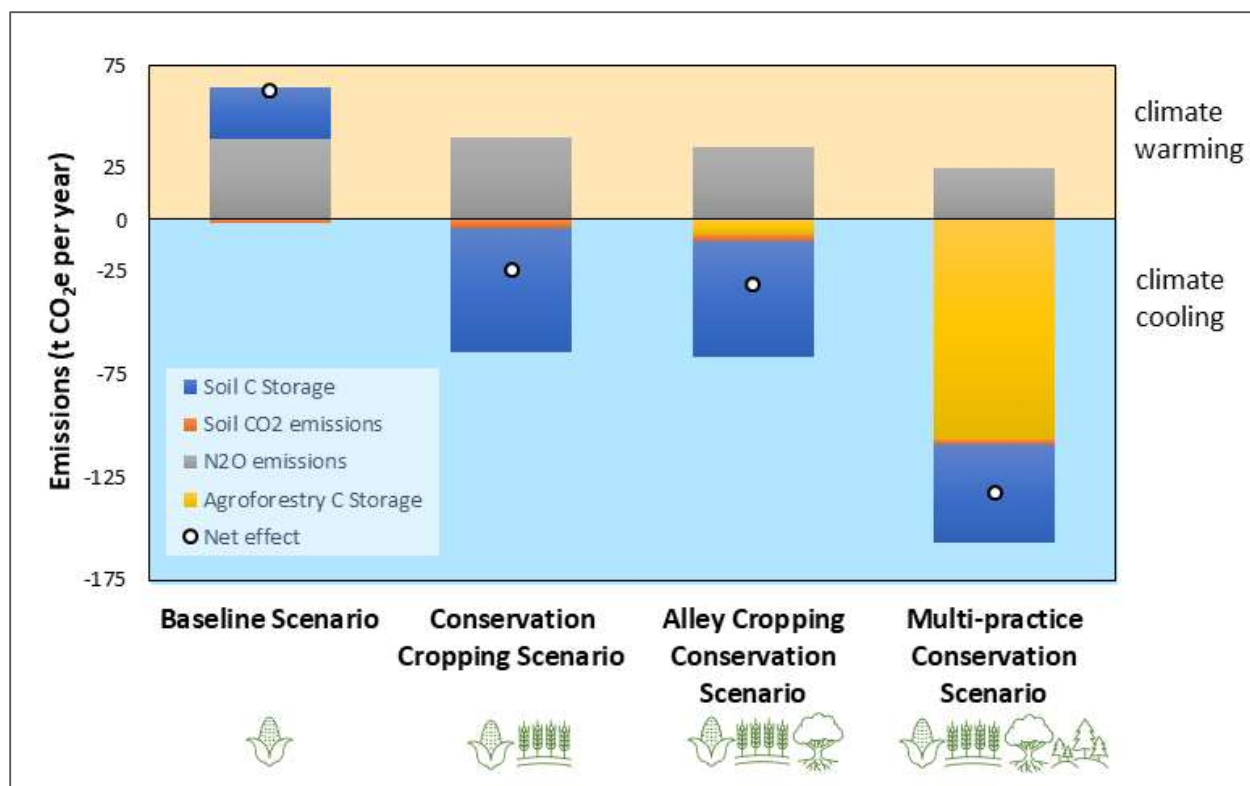 75
25
0
-25
-75
-125
-175
Emissions (t CO₂e per year)
climate
warming
climate
cooling
Soil C Storage
Soil CO2 emissions
N2O emissions
Agroforestry C Storage
Net effect
Baseline Scenario
Conservation
Cropping Scenario
Alley Cropping
Conservation
Scenario
Multi-practice
Conservation
Scenario